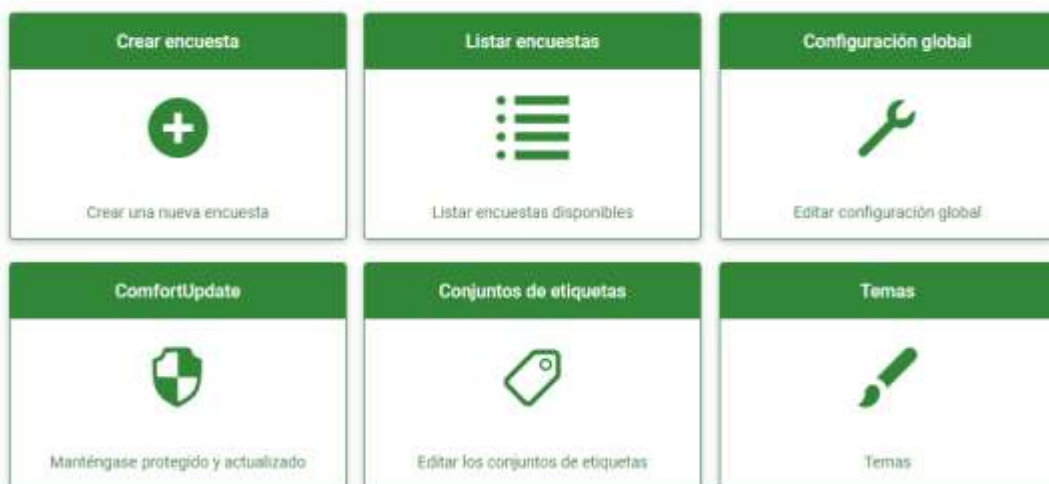 Crear encuesta
Listar encuestas
Configuración global
Crear una nueva encuesta
Listar encuestas disponibles
Editar configuración global
ComfortUpdate
Conjuntos de etiquetas
Temas
Manténgase protegido y actualizado
Editar los conjuntos de etiquetas
Temas